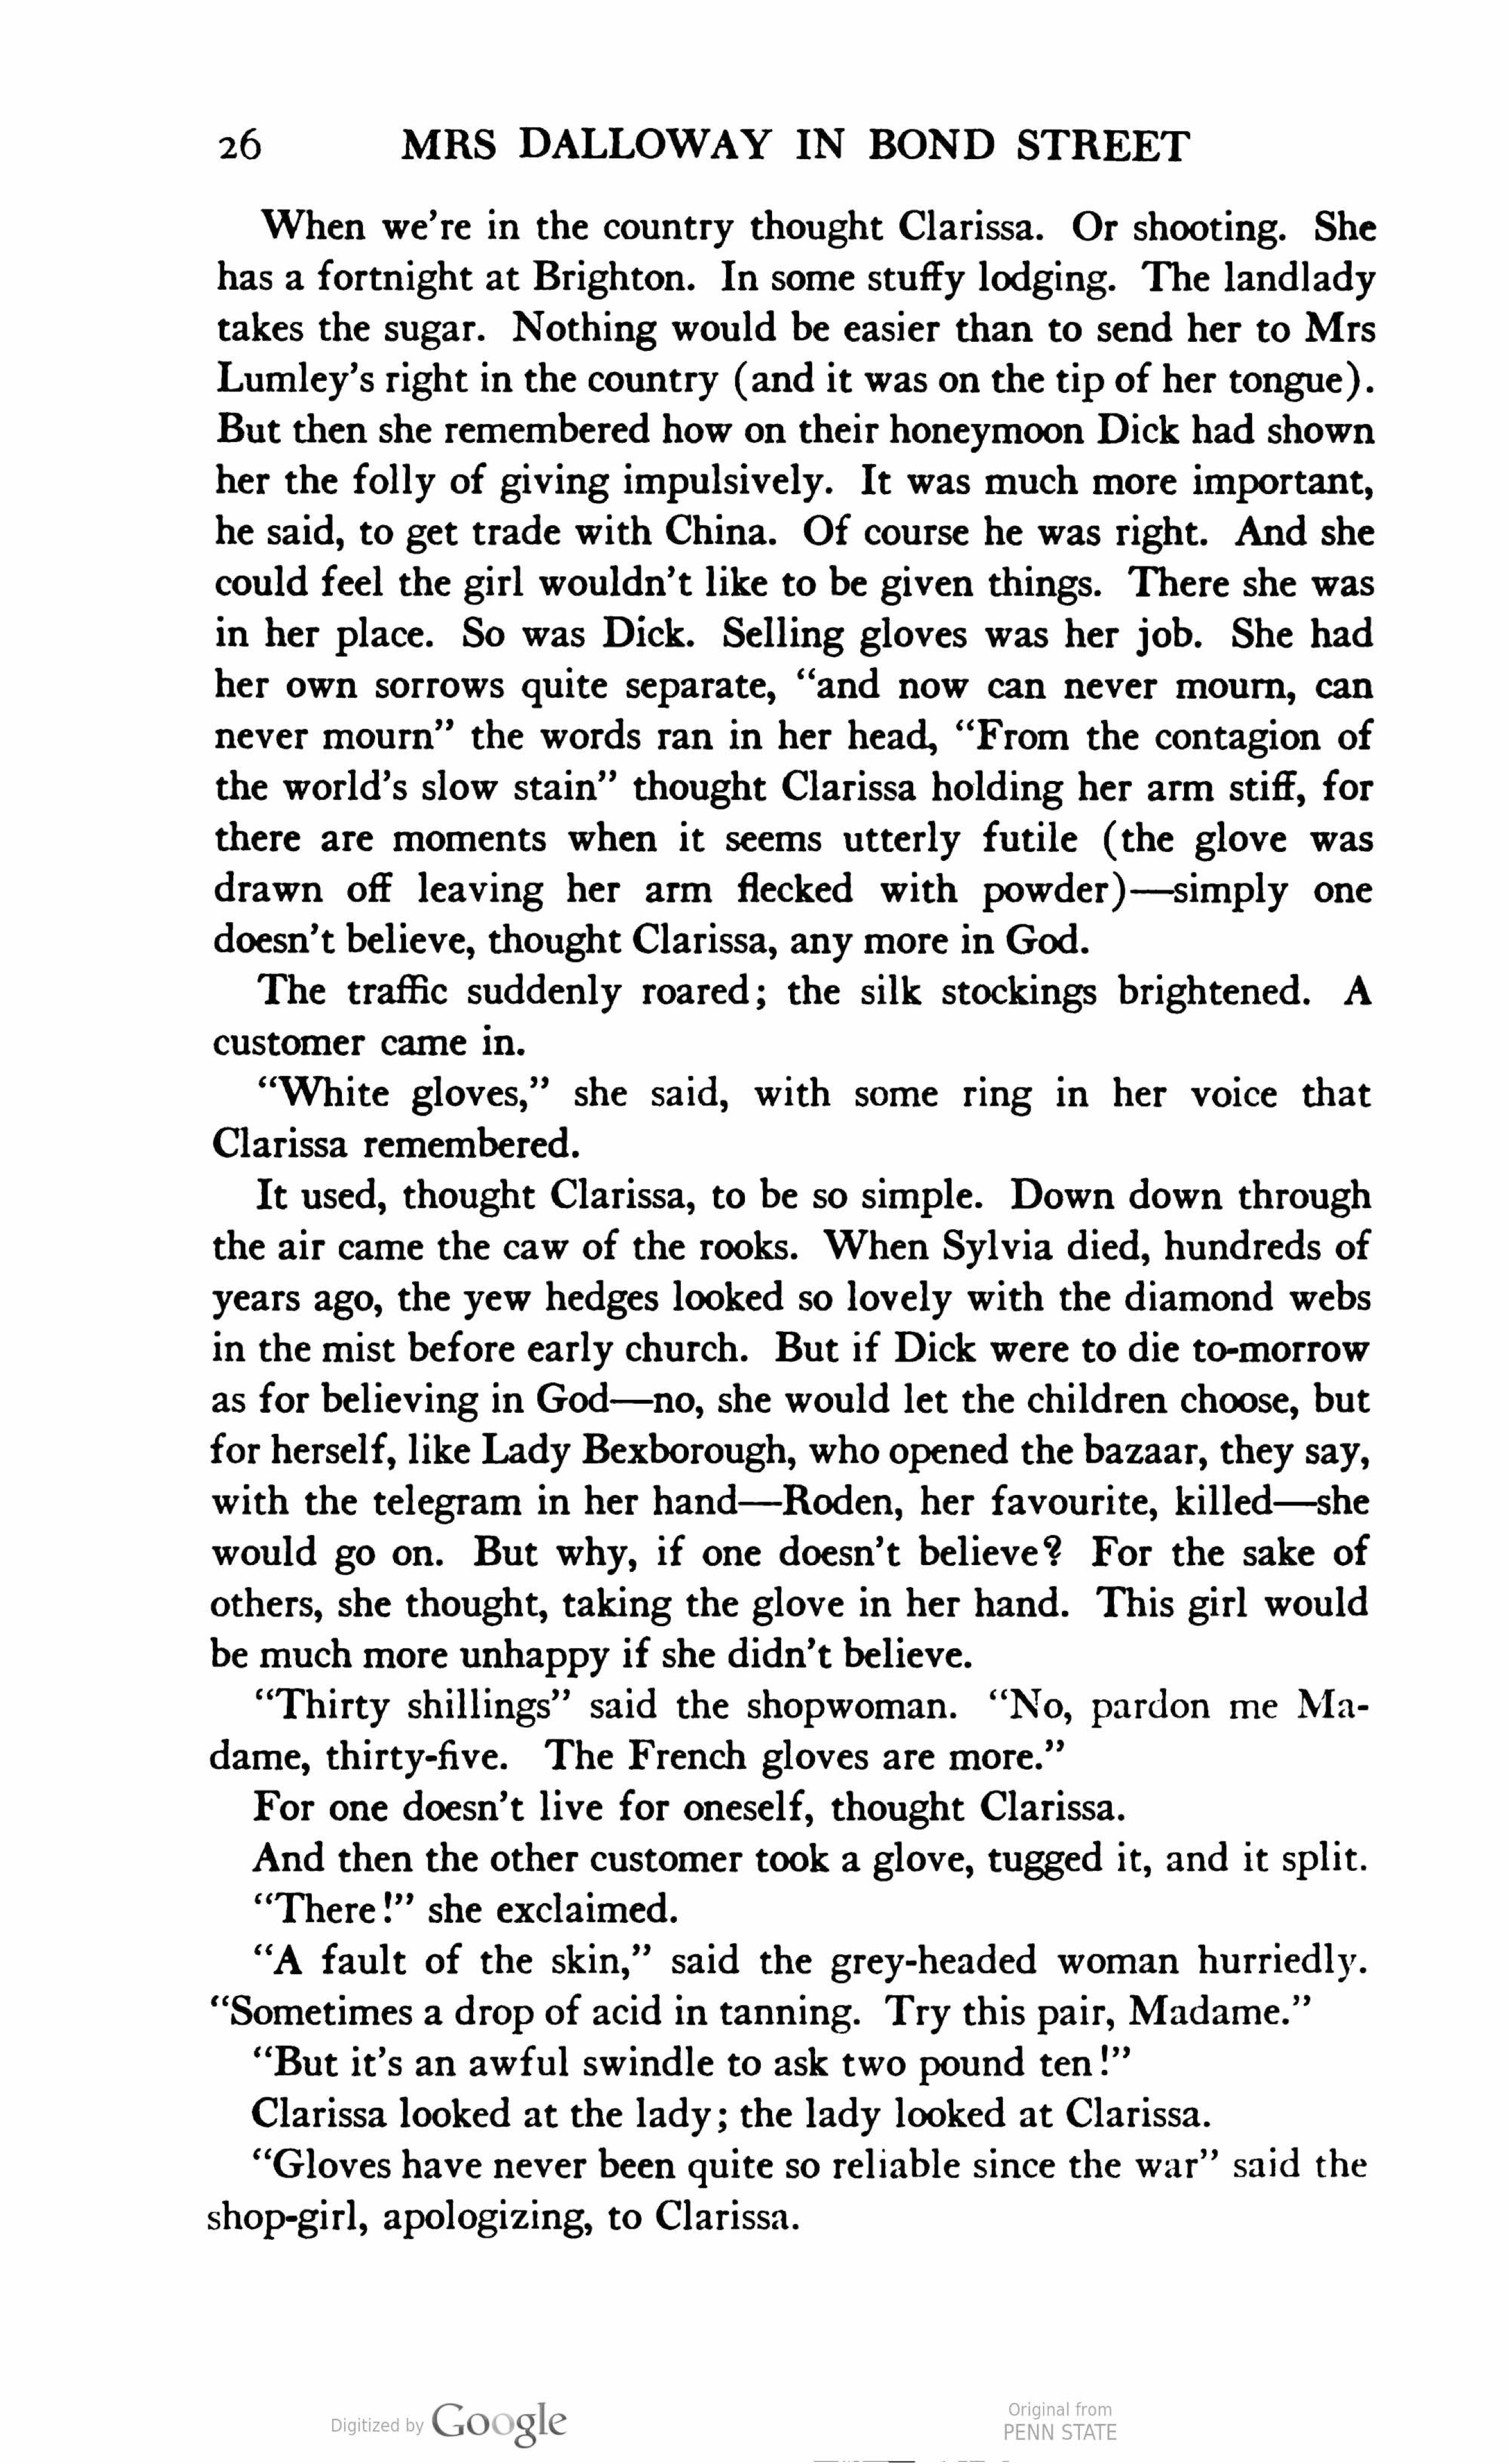 26 MRS DALLOWAY IN BOND STREET
When we're in the country thought Clarissa. Or shooting. She
has a fortnight at Brighton. In some stuffy lodging. The landlady
takes the sugar. Nothing would be easier than to send her to Mrs
Lumley's right in the country (and it was on the tip of her tongue).
But then she remembered how on their honeymoon Dick had shown
her the folly of giving impulsively. It was much more important,
he said, to get trade with China. Of course he was right. And she
could feel the girl wouldn't like to be given things. There she was
in her place. So was Dick. Selling gloves was her job. She had
her own sorrows quite separate, "and now can never mourn, can
never mourn" the words ran in her head, "From the contagion of
the world's slow stain" thought Clarissa holding her arm stiff, for
there are moments when it seems utterly futile (the glove was
drawn off leaving her arm flecked with powder)—simply one
doesn't believe, thought Clarissa, any more in God.
The traffic suddenly roared; the silk stockings brightened. A
customer came in.
"White gloves," she said, with some ring in her voice that
Clarissa remembered.
It used, thought Clarissa, to be so simple. Down down through
the air came the caw of the rooks. When Sylvia died, hundreds of
years ago, the yew hedges looked so lovely with the diamond webs
in the mist before early church. But if Dick were to die to-morrow
as for believing in God—no, she would let the children choose, but
for herself, like Lady Bexborough, who opened the bazaar, they say,
with the telegram in her hand—Roden, her favourite, killed—she
would go on. But why, if one doesn't believe? For the sake of
others, she thought, taking the glove in her hand. This girl would
be much more unhappy if she didn't believe.
"Thirty shillings" said the shopwoman. "No, pardon me Ma-
dame, thirty-five. The French gloves are more."
For one doesn't live for oneself, thought Clarissa.
And then the other customer took a glove, tugged it, and it split.
"There!" she exclaimed.
"A fault of the skin," said the grey-headed woman hurriedly.
"Sometimes a drop of acid in tanning. Try this pair, Madame."
"But it's an awful swindle to ask two pound ten!"
Clarissa looked at the lady; the lady looked at Clarissa.
"Gloves have never been quite so reliable since the war" said the
shop-girl, apologizing, to Clarissa.
Digitized by Google
Original from
PENN STATE